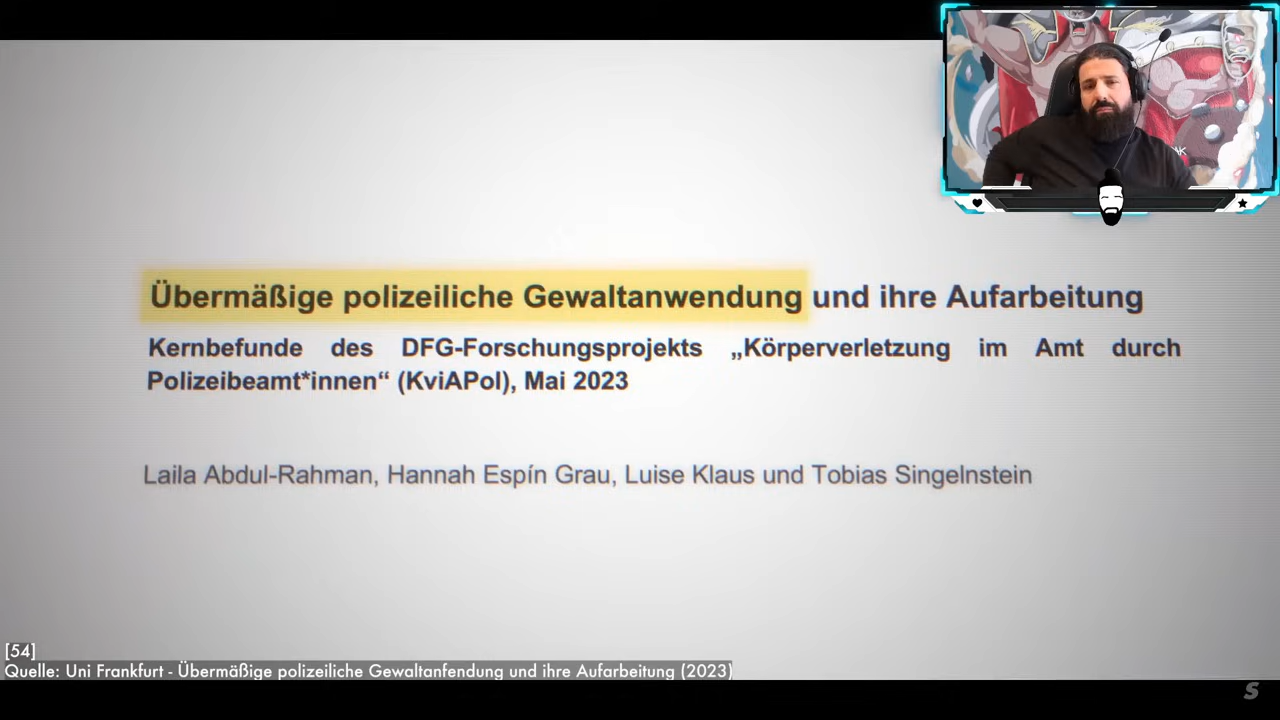 Übermäßige polizeiliche Gewaltanwendung und ihre Aufarbeitung
Kernbefunde des DFG-Forschungsprojekts „Körperverletzung im Amt durch
Polizeibeamt*innen“ (KviAPol), Mai 2023
Laila Abdul-Rahman, Hannah Espín Grau, Luise Klaus und Tobias Singelnstein
[54]
Quelle: Uni Frankfurt - Übermäßige polizeiliche Gewaltanfendung und ihre Aufarbeitung (2023)
S